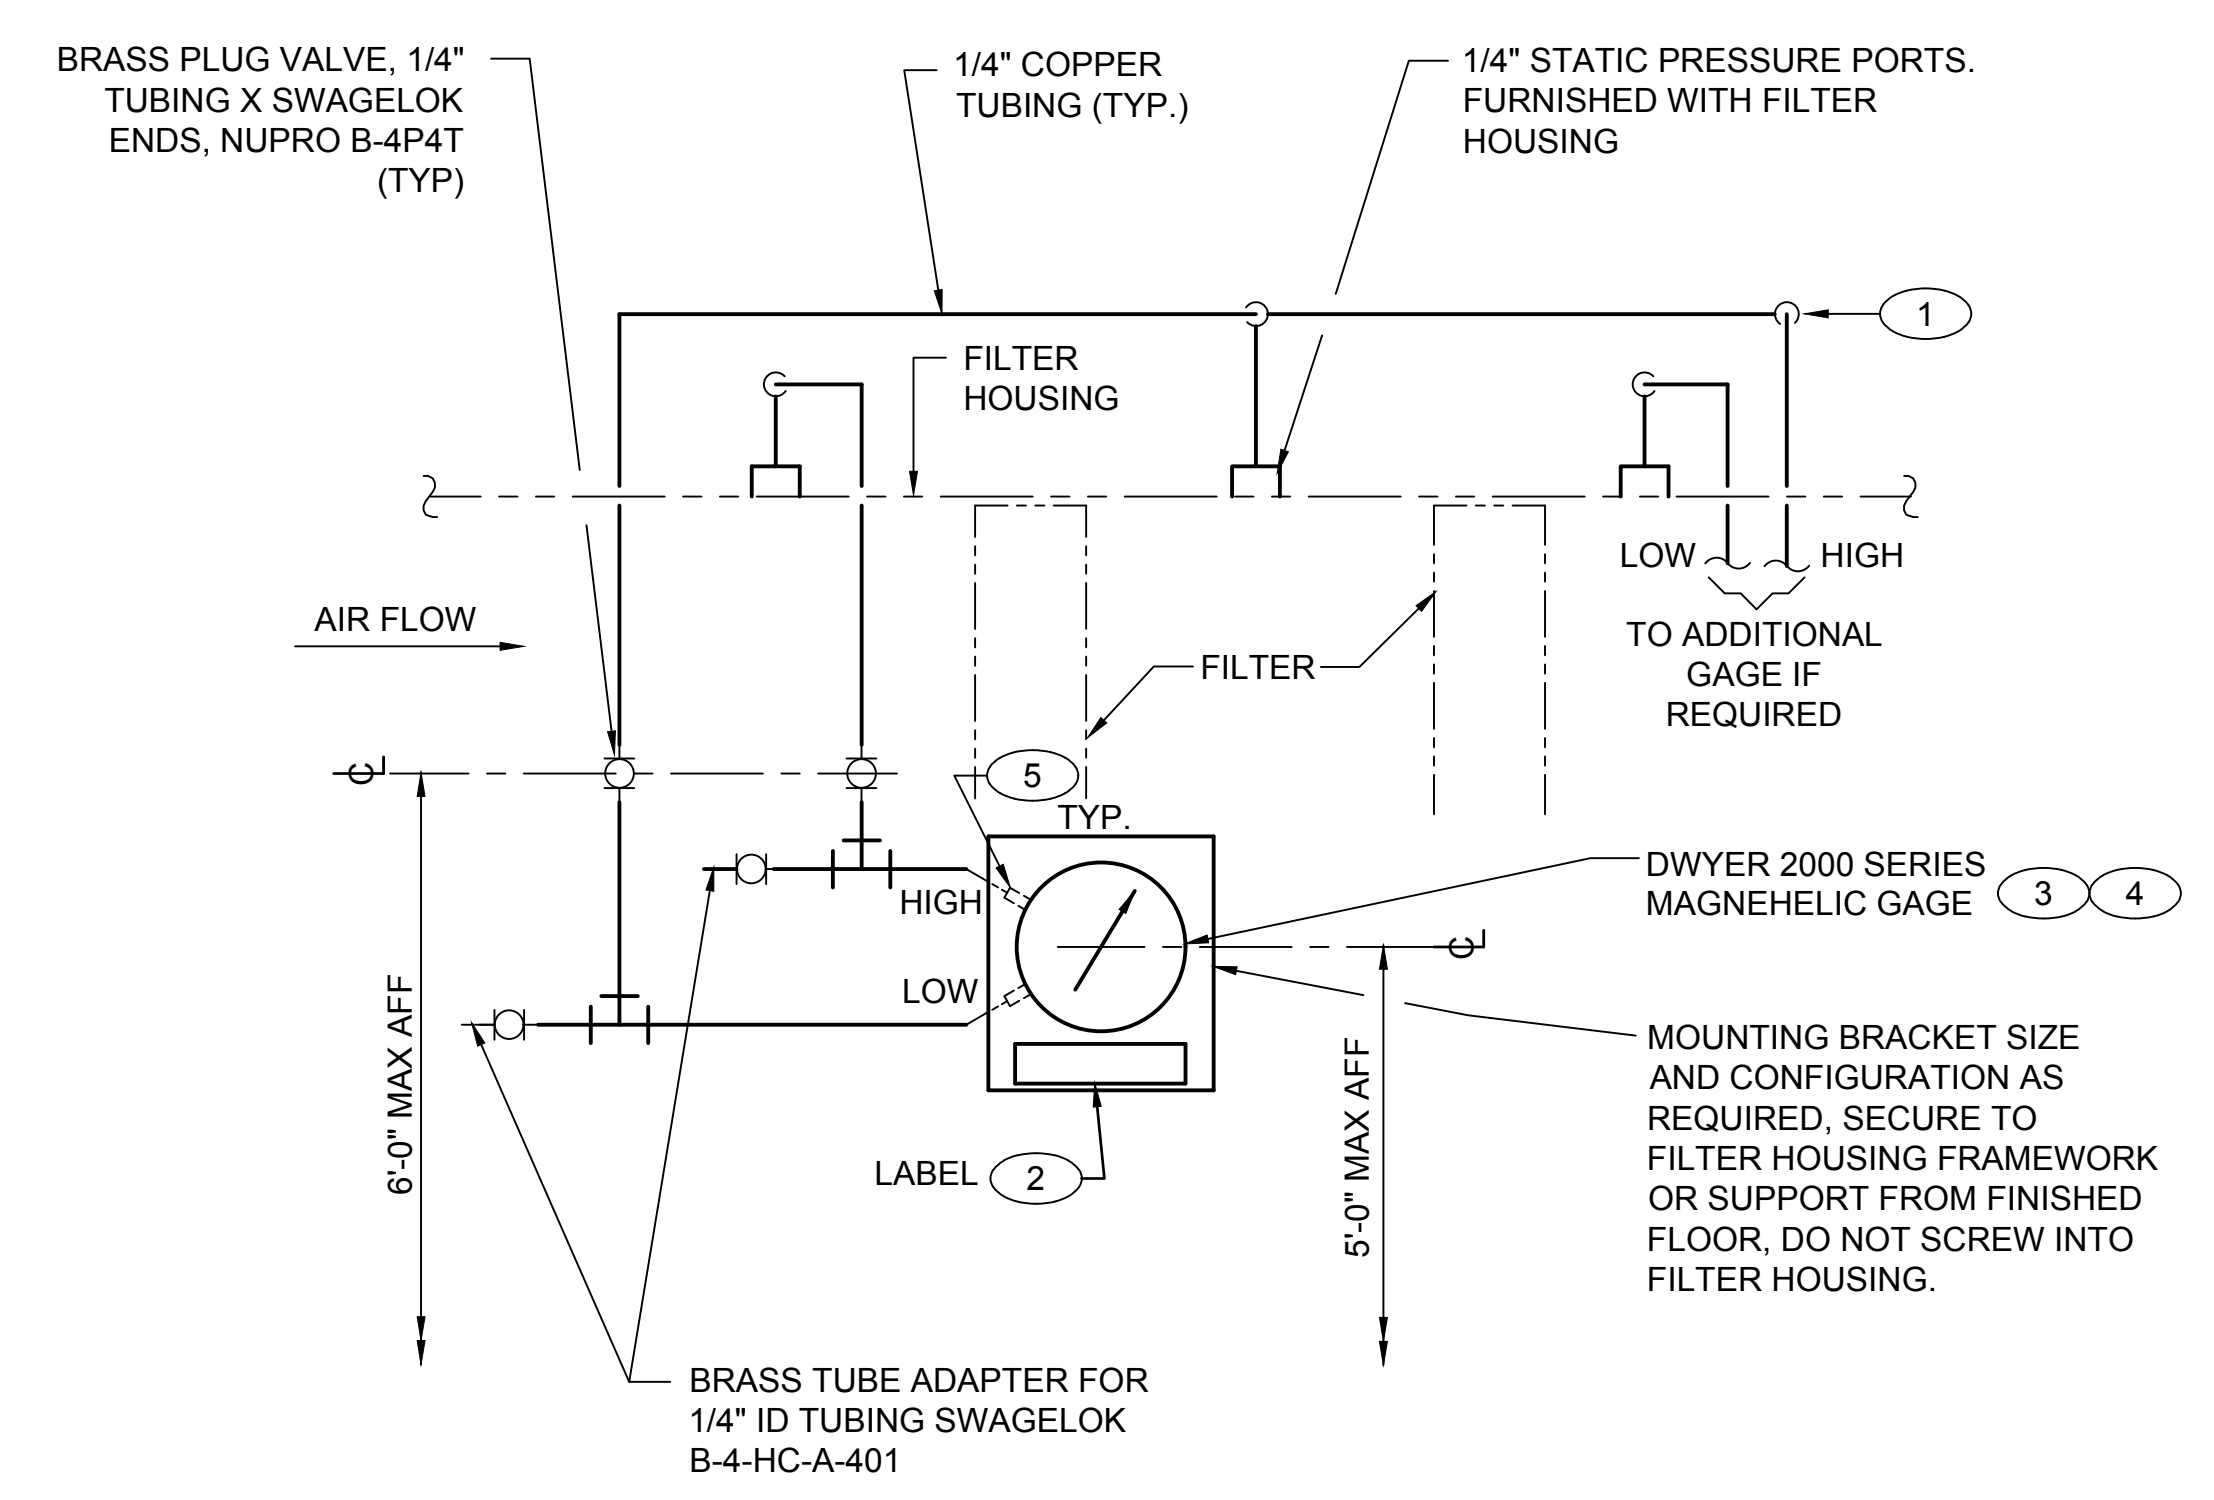 BRASS PLUG VALVE, 1/4"
TUBING X SWAGELOK
ENDS, NUPRO B-4P4T
(TYP)
1/4" COPPER
TUBING (TYP.)
1/4" STATIC PRESSURE PORTS.
FURNISHED WITH FILTER
HOUSING
1
FILTER
HOUSING
LOW
HIGH
AIR FLOW
TO ADDITIONAL
GAGE IF
REQUIRED
FILTER
CL
5
TYP.
HIGH
LOW
DWYER 2000 SERIES
MAGNEHELIC GAGE
3
4
CL
6'-0" MAX AFF
5'-0" MAX AFF
MOUNTING BRACKET SIZE
AND CONFIGURATION AS
REQUIRED, SECURE TO
FILTER HOUSING FRAMEWORK
OR SUPPORT FROM FINISHED
FLOOR, DO NOT SCREW INTO
FILTER HOUSING.
LABEL
2
BRASS TUBE ADAPTER FOR
1/4" ID TUBING SWAGELOK
B-4-HC-A-401